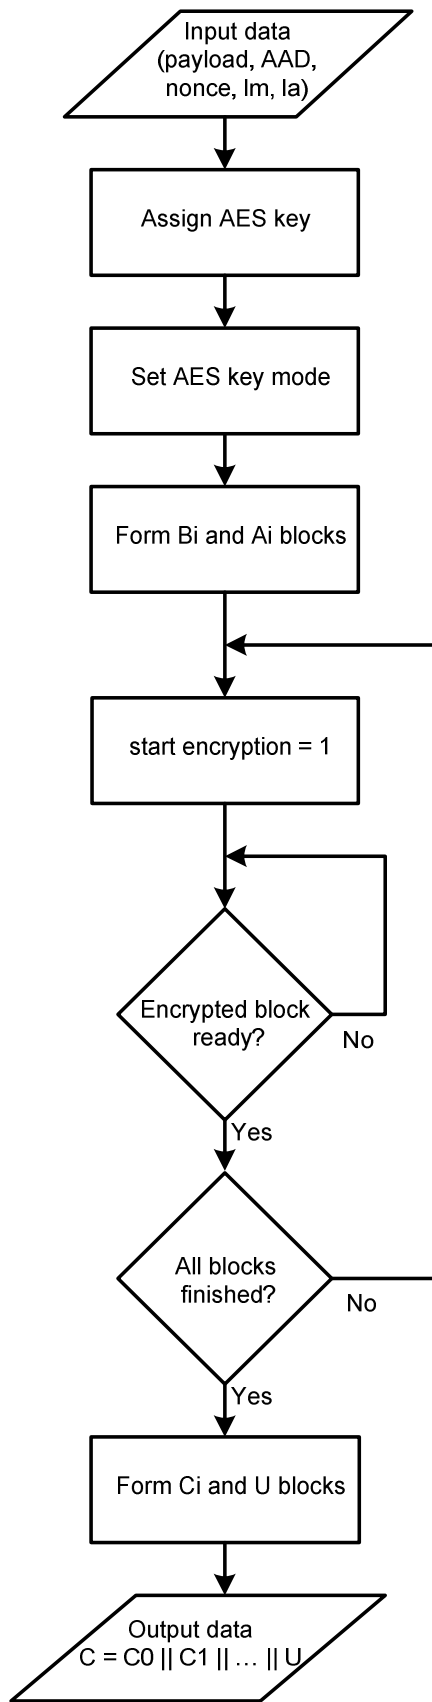 Input data
(payload, AAD,
nonce, lm, la)
Assign AES key
Set AES key mode
Form Bi and Ai blocks
start encryption = 1
Encrypted block
ready?
No
Yes
All blocks
finished?
No
Yes
Form Ci and U blocks
Output data
C = C0 || C1 || … || U